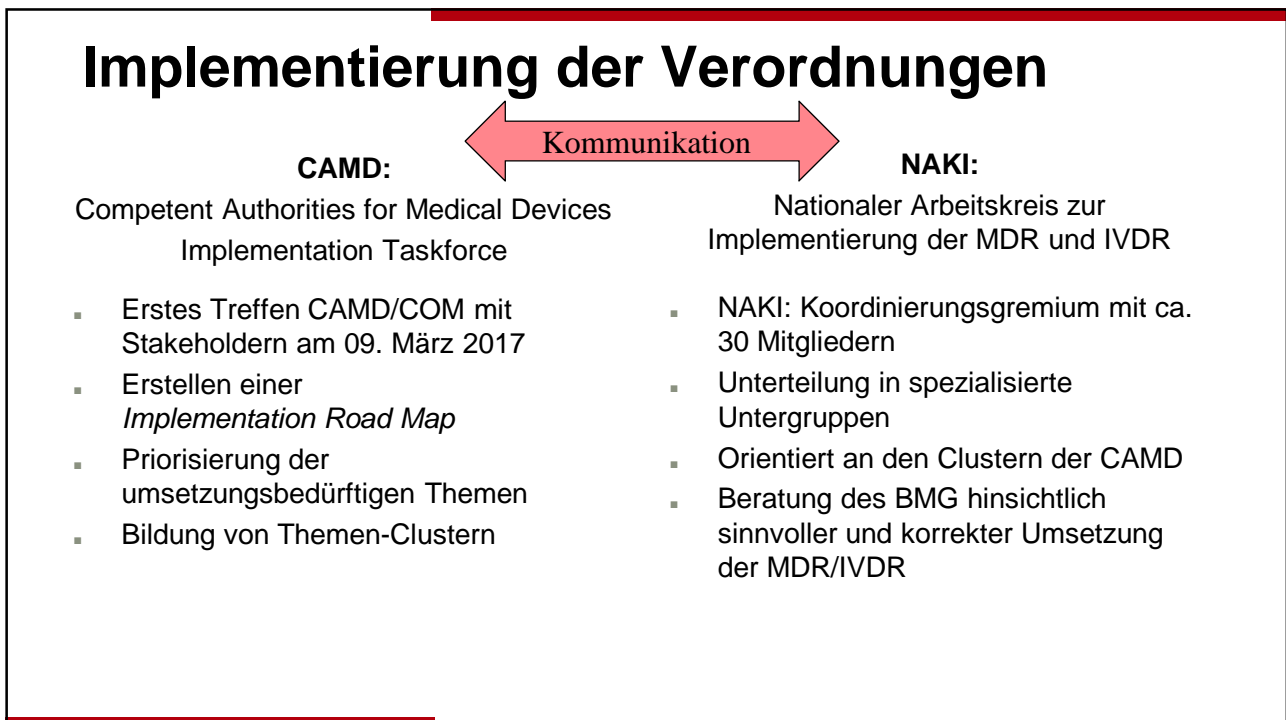 Implementierung der Verordnungen
Kommunikation
CAMD:
Competent Authorities for Medical Devices
Implementation Taskforce
▪ Erstes Treffen CAMD/COM mit
Stakeholdern am 09. März 2017
▪ Erstellen einer
Implementation Road Map
▪ Priorisierung der
umsetzungsbedürftigen Themen
▪ Bildung von Themen-Clustern
NAKI:
Nationaler Arbeitskreis zur
Implementierung der MDR und IVDR
▪ NAKI: Koordinierungsgremium mit ca.
30 Mitgliedern
▪ Unterteilung in spezialisierte
Untergruppen
▪ Orientiert an den Clustern der CAMD
▪ Beratung des BMG hinsichtlich
sinnvoller und korrekter Umsetzung
der MDR/IVDR